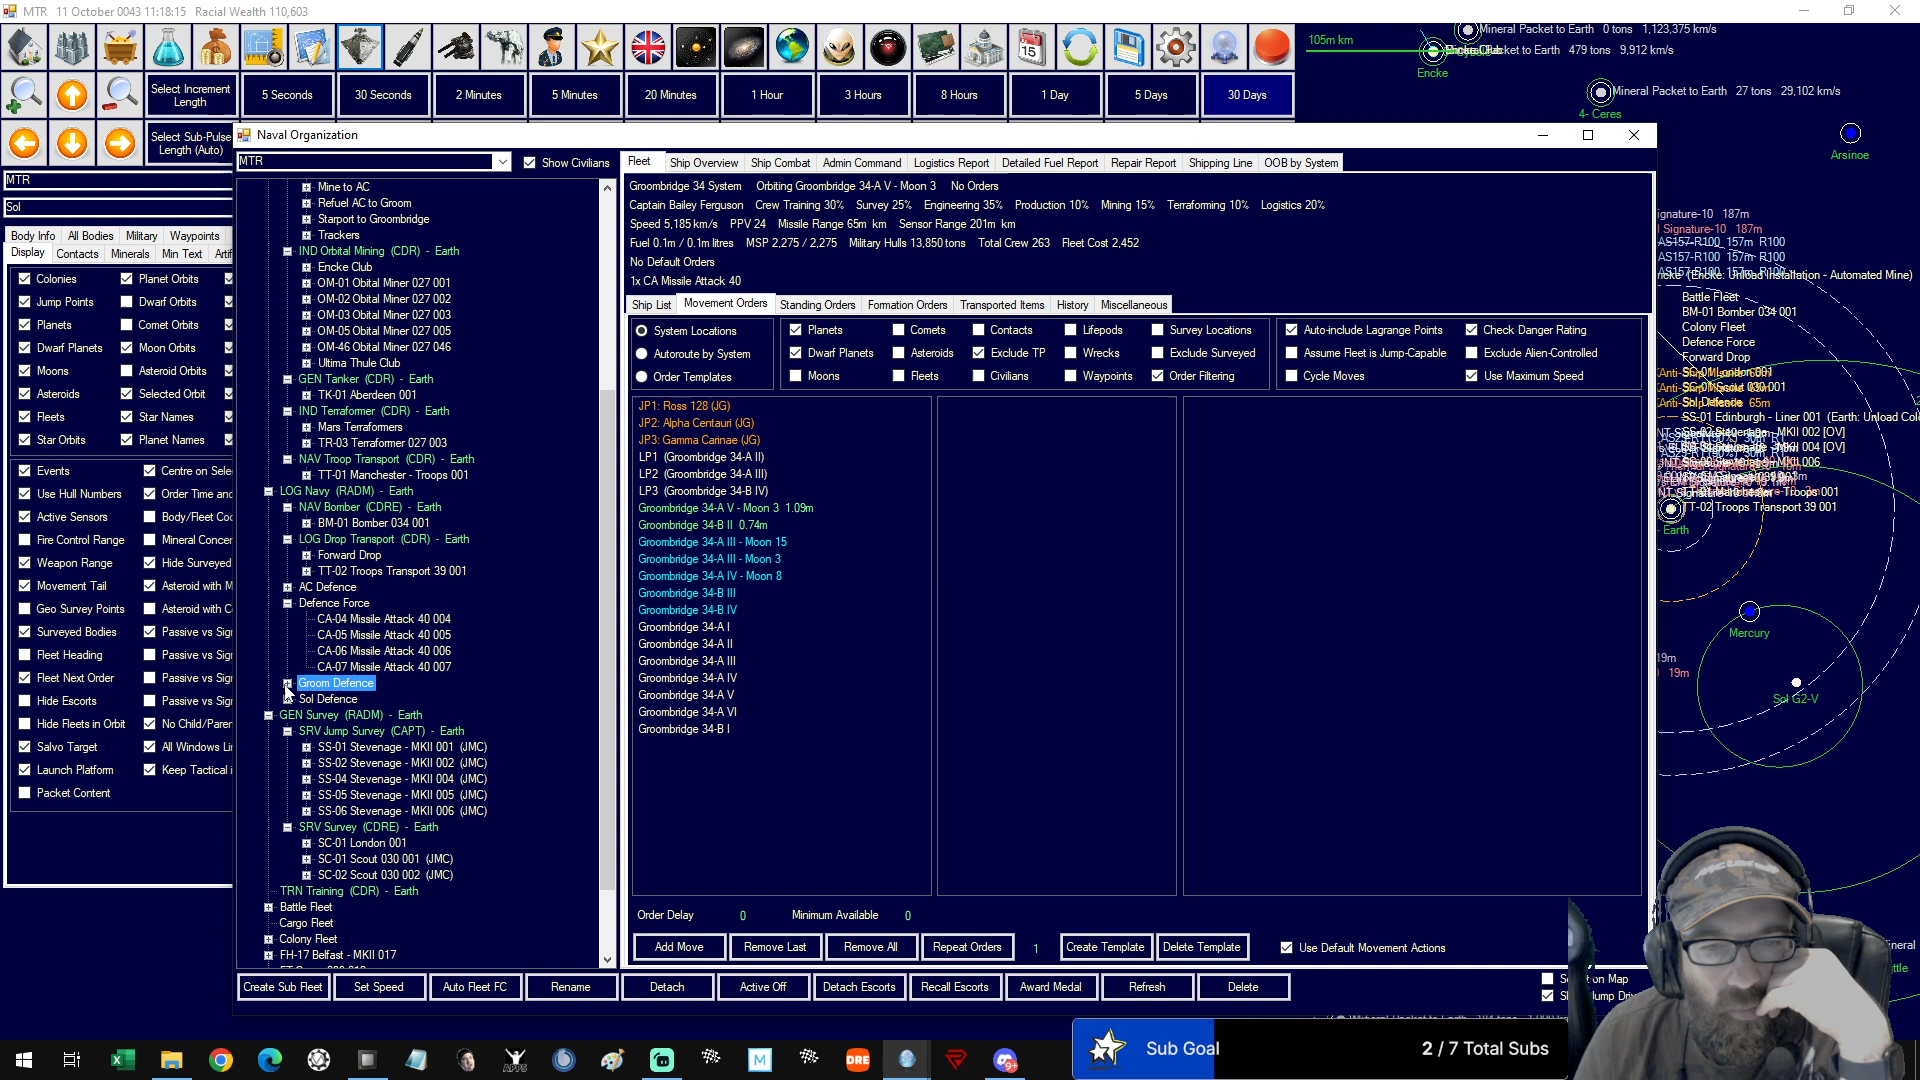 MTR 11 October 0043 11:18:15 Racial Wealth 110,603
Select Increment Length
5 Seconds
30 Seconds
2 Minutes
5 Minutes
20 Minutes
1 Hour
3 Hours
8 Hours
1 Day
5 Days
30 Days
Select Sub-Pulse Length (Auto)
MTR
Sol
Body Info All Bodies Military Waypoints
Display Contacts Minerals Min Text
Colonies Planet Orbits
Jump Points Dwarf Orbits
Planets Comet Orbits
Dwarf Planets Moon Orbits
Moons Asteroid Orbits
Asteroids Selected Orbit
Fleets Star Names
Star Orbits Planet Names
Events
Use Hull Numbers
Active Sensors
Fire Control Range
Weapon Range
Movement Tail
Geo Survey Points
Surveyed Bodies
Fleet Heading
Fleet Next Order
Hide Escorts
Hide Fleets in Orbit
Salvo Target
Launch Platform
Packet Content
Naval Organization
MTR
Show Civilians
Mine to AC
Refuel AC to Groom
Starport to Groombridge
Trackers
IND Orbital Mining (CDR) - Earth
Encke Club
OM-01 Obital Miner 027 001
OM-02 Obital Miner 027 002
OM-03 Obital Miner 027 003
OM-05 Obital Miner 027 005
OM-46 Obital Miner 027 046
Ultima Thule Club
GEN Tanker (CDR) - Earth
TK-01 Aberdeen 001
IND Terraformer (CDR) - Earth
Mars Terraformers
TR-03 Terraformer 027 003
NAV Troop Transport (CDR) - Earth
TT-01 Manchester - Troops 001
LOG Navy (RADM) - Earth
NAV Bomber (CDRE) - Earth
BM-01 Bomber 034 001
LOG Drop Transport (CDR) - Earth
Forward Drop
TT-02 Troops Transport 39 001
AC Defence
Defence Force
CA-04 Missile Attack 40 004
CA-05 Missile Attack 40 005
CA-06 Missile Attack 40 006
CA-07 Missile Attack 40 007
Groom Defence
Sol Defence
GEN Survey (RADM) - Earth
SRV Jump Survey (CAPT) - Earth
SS-01 Stevenage - MKII 001 (JMC)
SS-02 Stevenage - MKII 002 (JMC)
SS-04 Stevenage - MKII 004 (JMC)
SS-05 Stevenage - MKII 005 (JMC)
SS-06 Stevenage - MKII 006 (JMC)
SRV Survey (CDRE) - Earth
SC-01 London 001
SC-01 Scout 030 001 (JMC)
SC-02 Scout 030 002 (JMC)
TRN Training (CDR) - Earth
Battle Fleet
Cargo Fleet
Colony Fleet
FH-17 Belfast - MKII 017
Fleet Ship Overview Ship Combat Admin Command Logistics Report Detailed Fuel Report Repair Report Shipping Line OOB by System
Groombridge 34 System Orbiting Groombridge 34-A V - Moon 3 No Orders
Captain Bailey Ferguson Crew Training 30% Survey 25% Engineering 35% Production 10% Mining 15% Terraforming 10% Logistics 20%
Speed 5,185 km/s PPV 24 Missile Range 65m km Sensor Range 201m km
Fuel 0.1m / 0.1m litres MSP 2,275 / 2,275 Military Hulls 13,850 tons Total Crew 263 Fleet Cost 2,452
No Default Orders
1x CA Missile Attack 40
Ship List Movement Orders Standing Orders Formation Orders Transported Items History Miscellaneous
System Locations
Autoroute by System
Order Templates
Planets Comets Contacts Lifepods Survey Locations
Dwarf Planets Asteroids Exclude TP Wrecks Exclude Surveyed
Moons Fleets Civilians Waypoints Order Filtering
Auto-include Lagrange Points Check Danger Rating
Assume Fleet is Jump-Capable Exclude Alien-Controlled
Cycle Moves Use Maximum Speed
JP1: Ross 128 (JG)
JP2: Alpha Centauri (JG)
JP3: Gamma Carinae (JG)
LP1 (Groombridge 34-A II)
LP2 (Groombridge 34-A III)
LP3 (Groombridge 34-B IV)
Groombridge 34-A V - Moon 3 1.09m
Groombridge 34-B II 0.74m
Groombridge 34-A III - Moon 15
Groombridge 34-A III - Moon 3
Groombridge 34-A IV - Moon 8
Groombridge 34-B III
Groombridge 34-B IV
Groombridge 34-A I
Groombridge 34-A II
Groombridge 34-A III
Groombridge 34-A IV
Groombridge 34-A V
Groombridge 34-A VI
Groombridge 34-B I
Order Delay 0 Minimum Available 0
Add Move Remove Last Remove All Repeat Orders 1 Create Template Delete Template Use Default Movement Actions
Create Sub Fleet Set Speed Auto Fleet FC Rename Detach Active Off Detach Escorts Recall Escorts Award Medal Refresh Delete
105m km
Mineral Packet to Earth 0 tons 1,123,375 km/s
Packet to Earth 479 tons 9,912 km/s
Encke
Mineral Packet to Earth 27 tons 29,102 km/s
4- Ceres
Arsinoe
AS157-R100 157m R100
Battle Fleet
BM-01 Bomber 034 001
Colony Fleet
Defence Force
Forward Drop
TT-02 Troops Transport 39 001
Earth
Mercury
Sol G2-V
Sub Goal 2 / 7 Total Subs